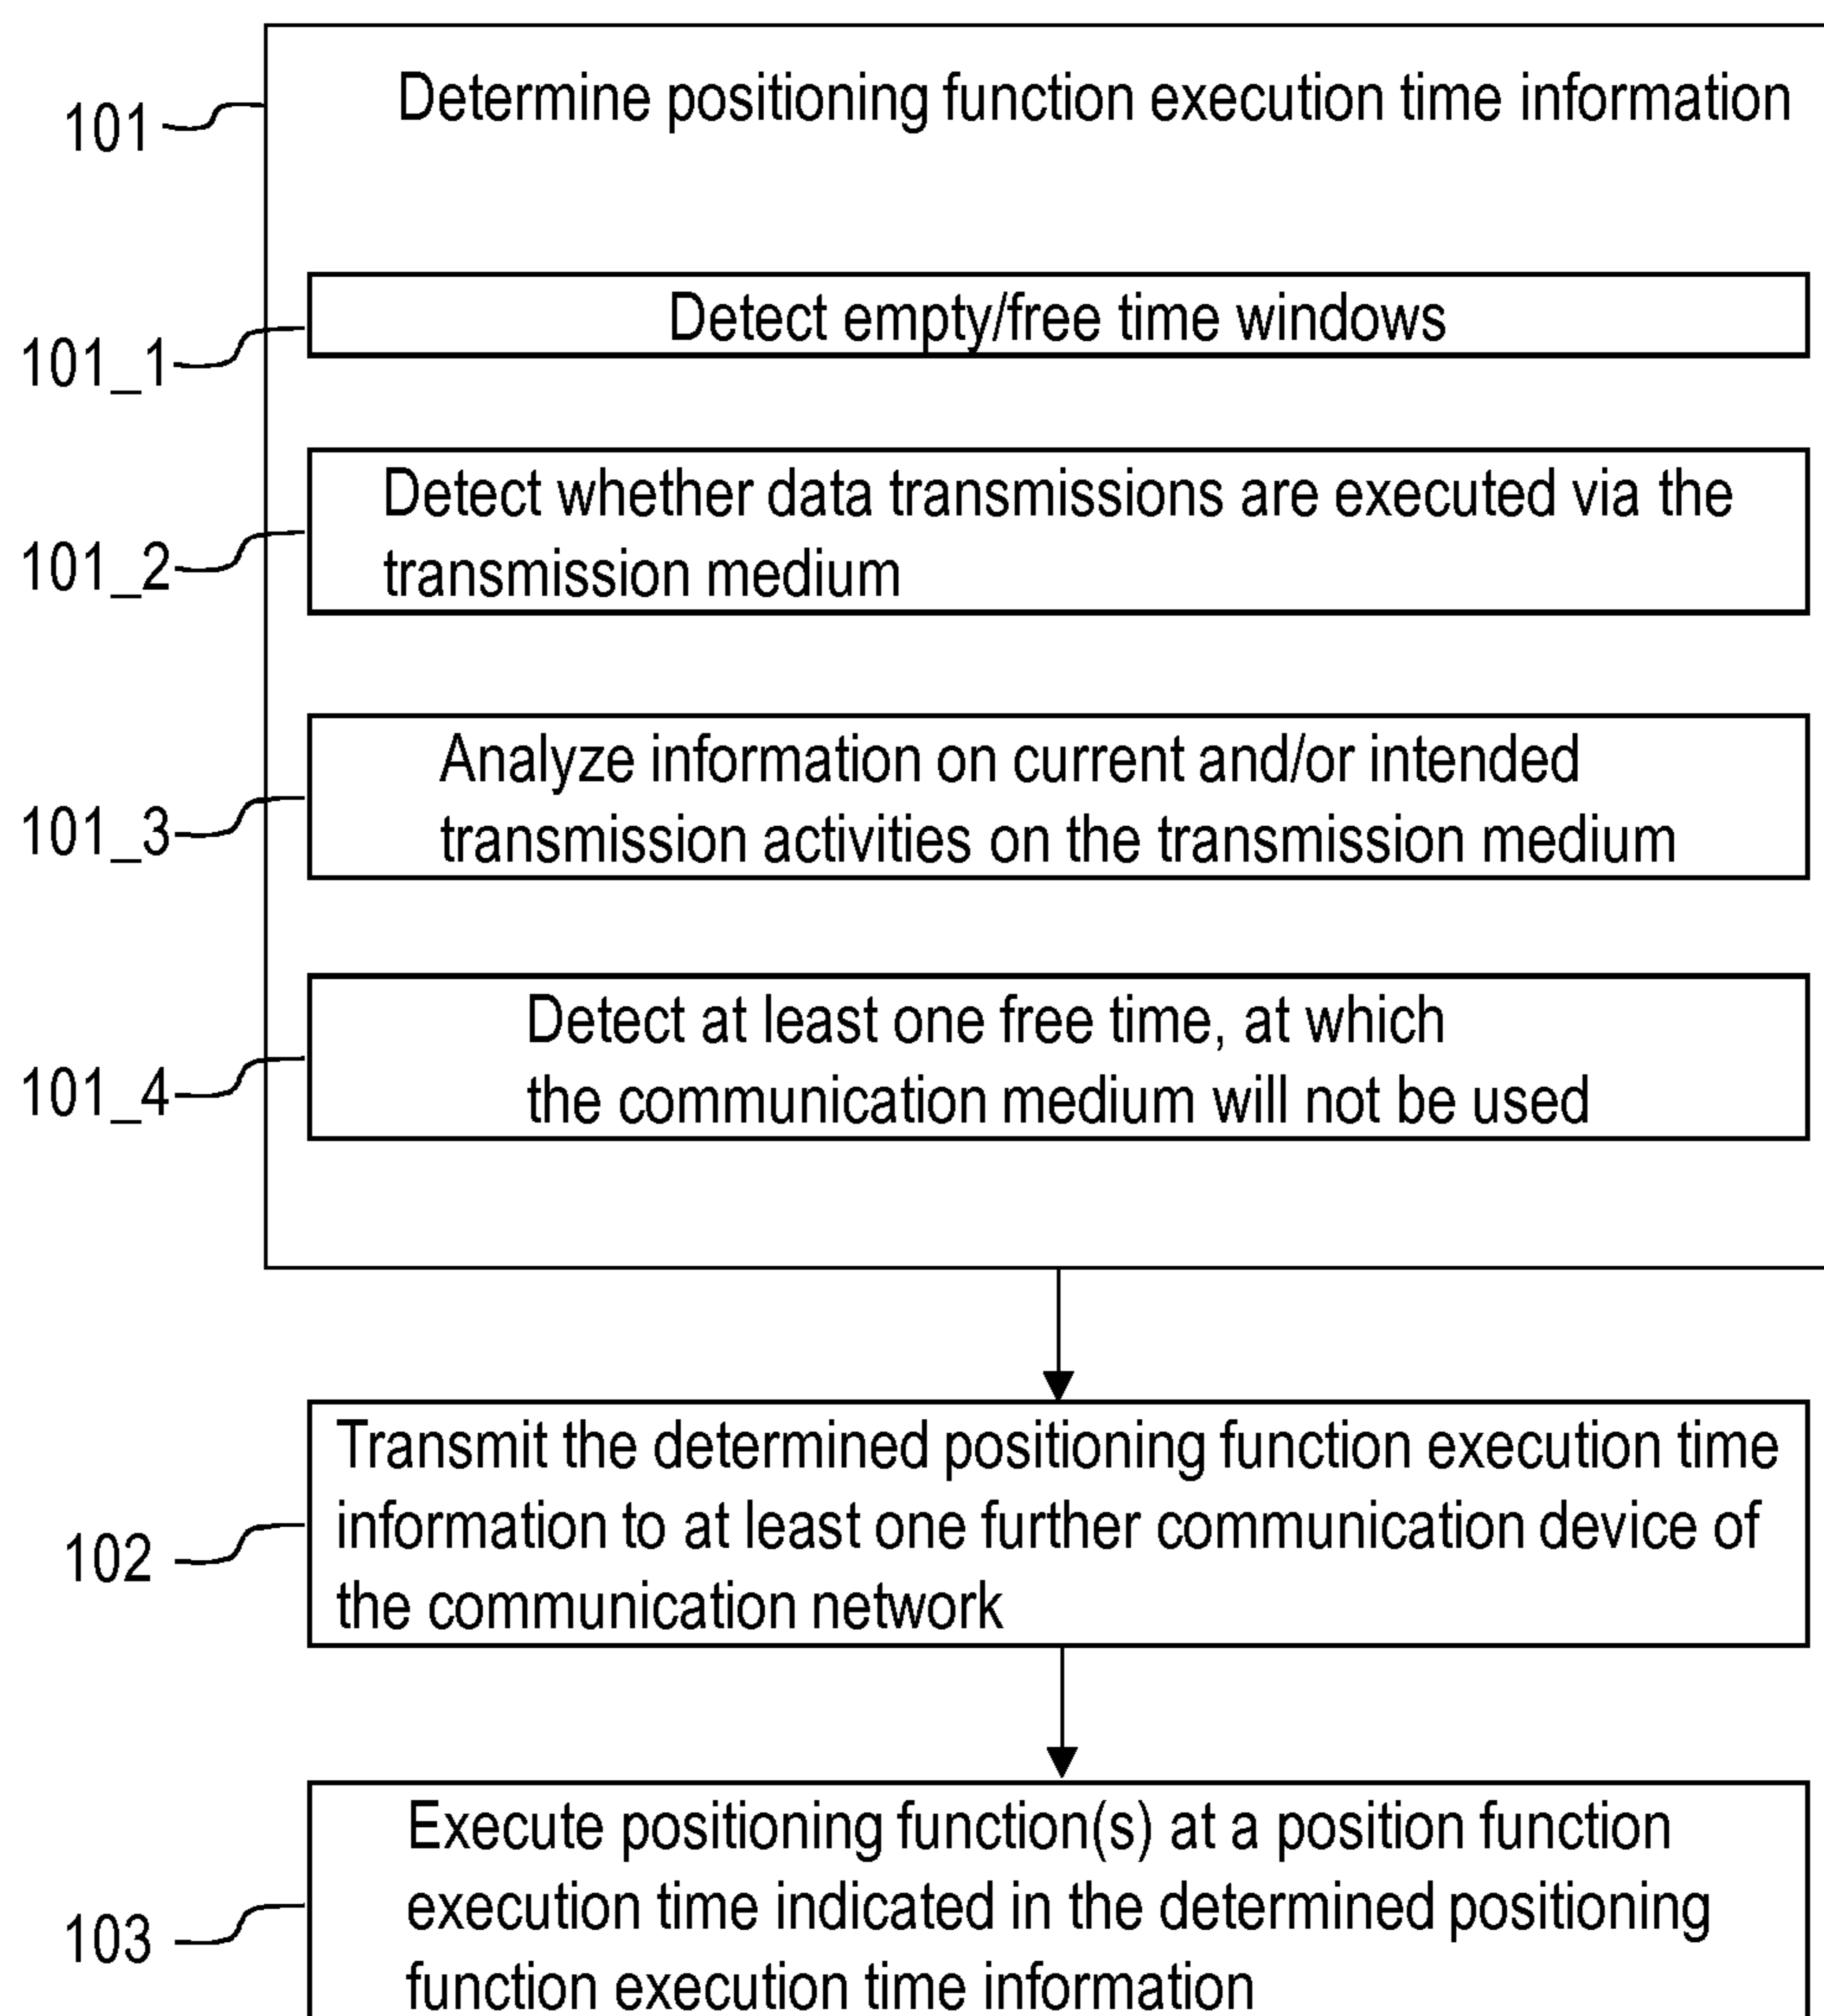 101
Determine positioning function execution time information
101_1
Detect empty/free time windows
101_2
Detect whether data transmissions are executed via the
transmission medium
101_3
Analyze information on current and/or intended
transmission activities on the transmission medium
101_4
Detect at least one free time, at which
the communication medium will not be used
102
Transmit the determined positioning function execution time
information to at least one further communication device of
the communication network
103
Execute positioning function(s) at a position function
execution time indicated in the determined positioning
function execution time information